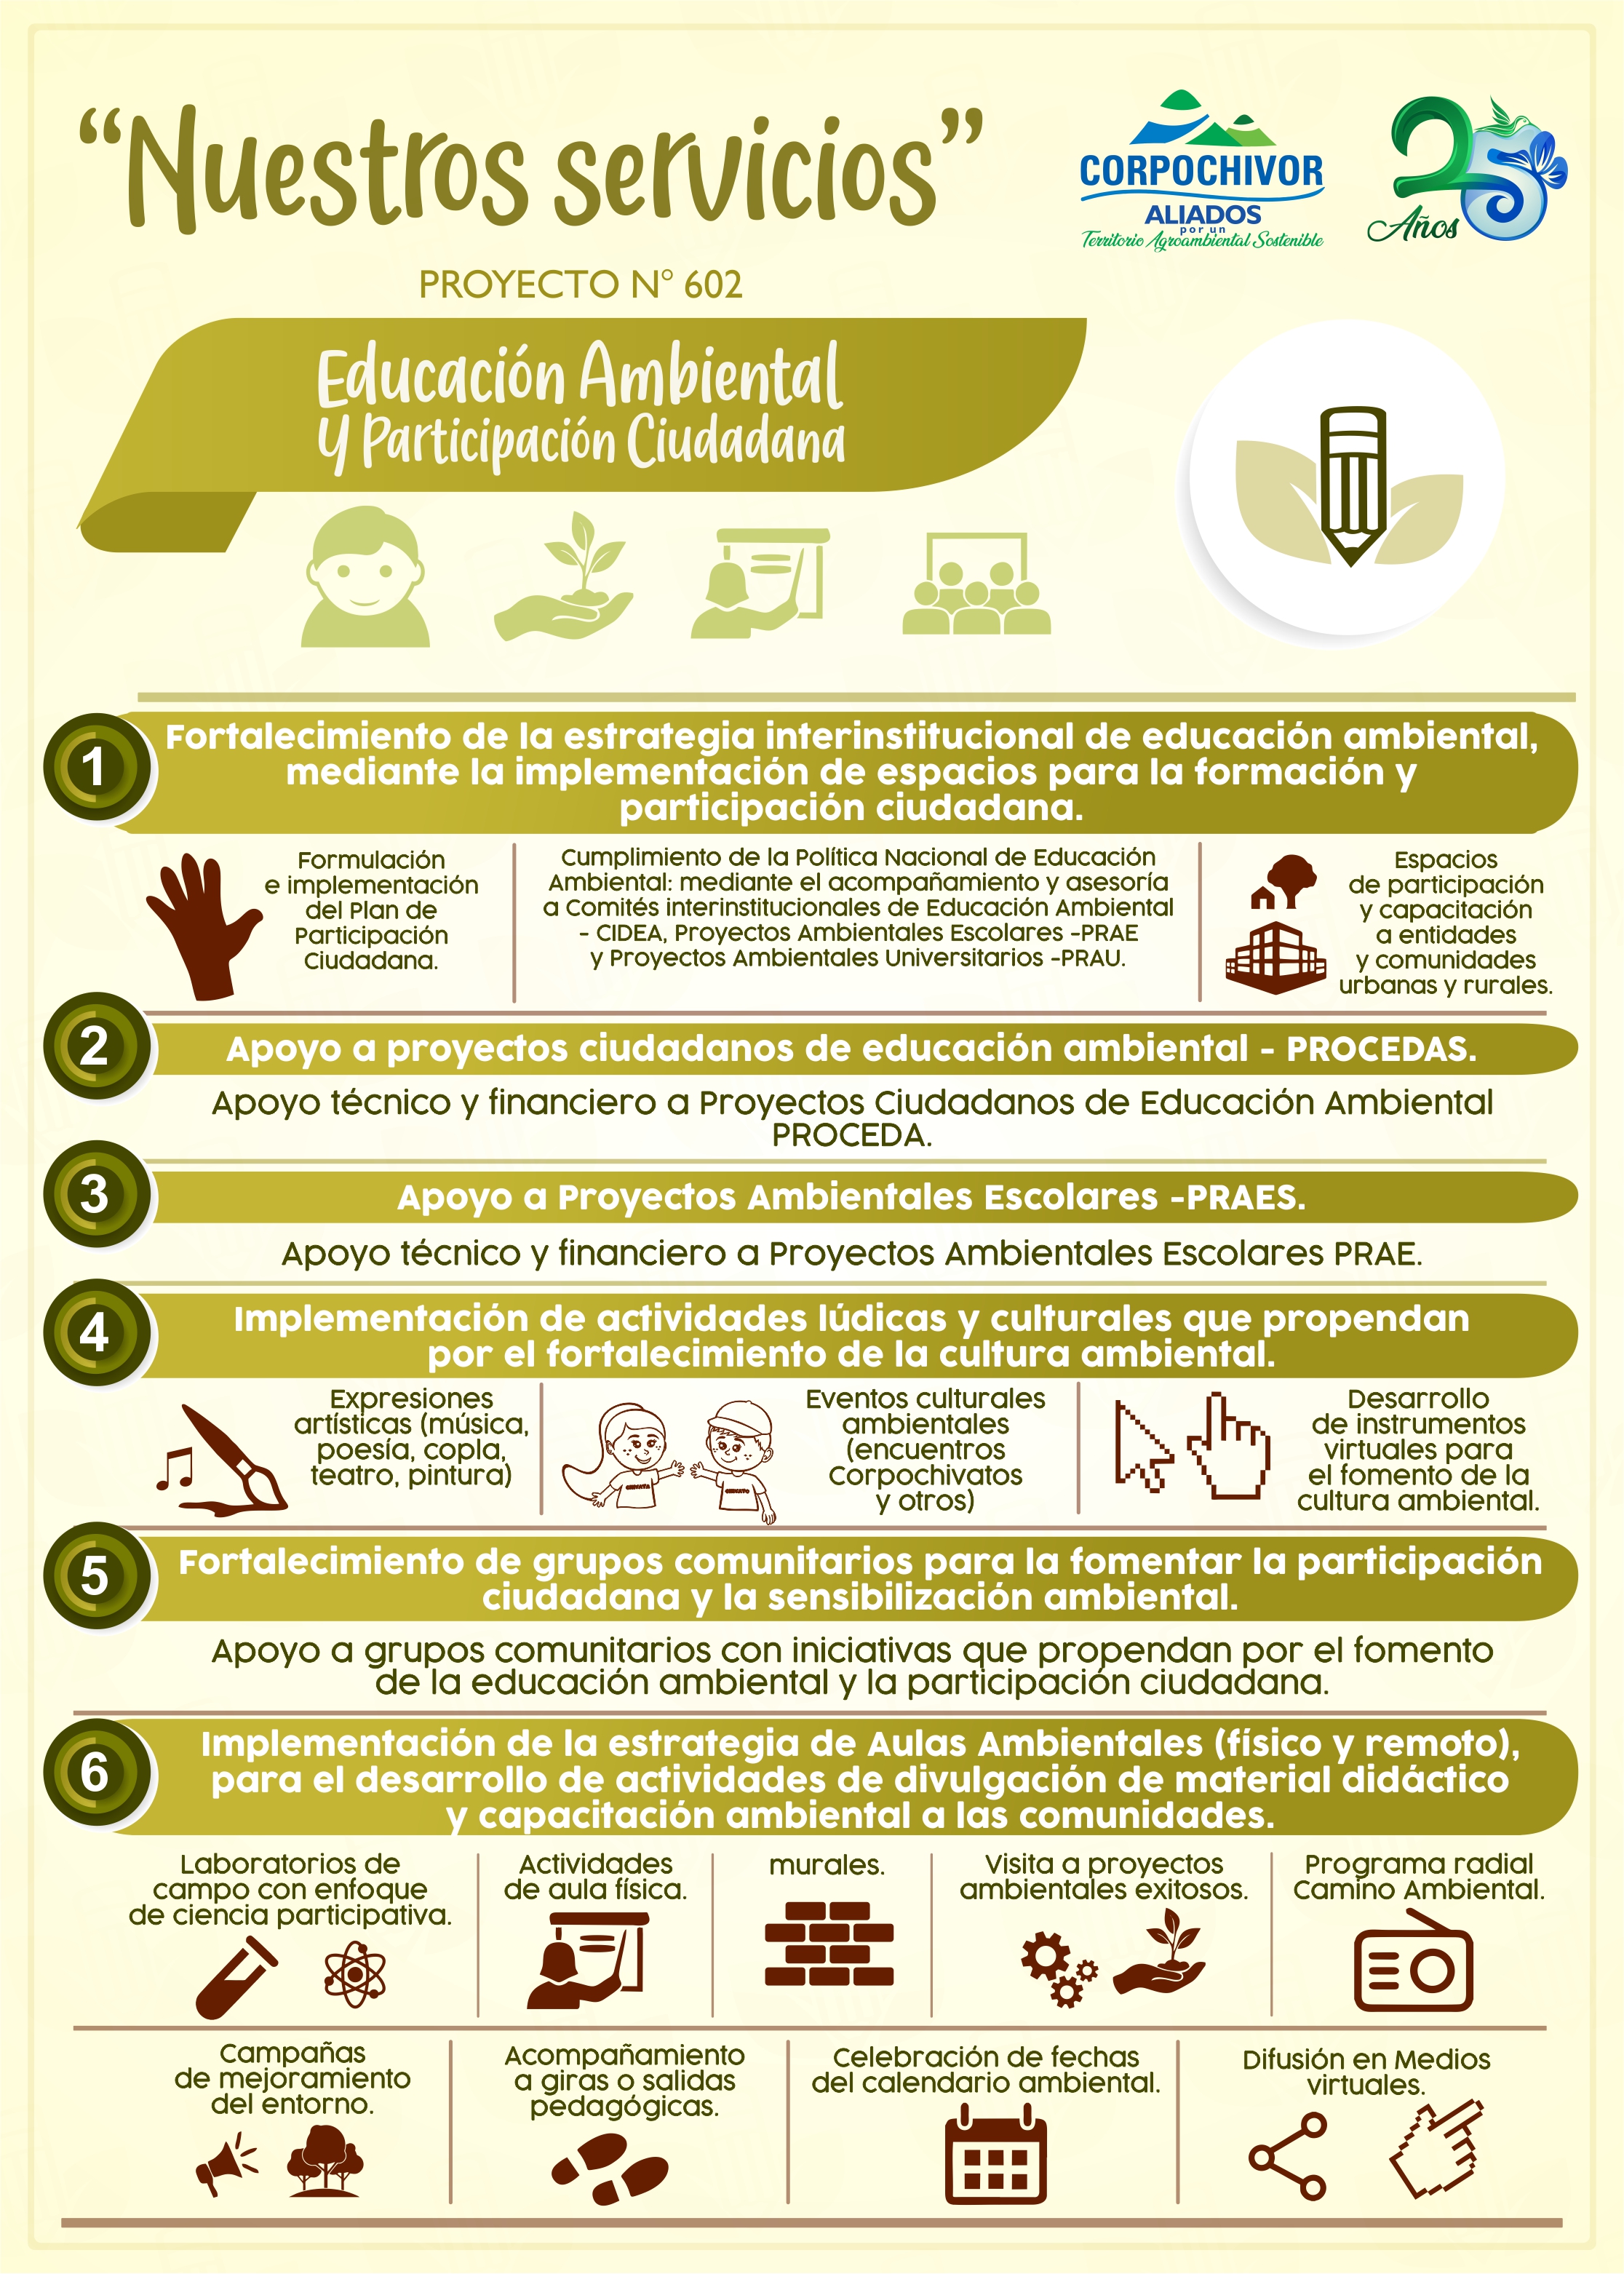 “Nuestros servicios”
CORPOCHIVOR
ALIADOS
por un
Territorio Agroambiental Sostenible
25
Años
PROYECTO N° 602
Educación Ambiental
Y Participación Ciudadana
1
Fortalecimiento de la estrategia interinstitucional de educación ambiental,
mediante la implementación de espacios para la formación y
participación ciudadana.
Formulación
e implementación
del Plan de
Participación
Ciudadana.
Cumplimiento de la Política Nacional de Educación
Ambiental: mediante el acompañamiento y asesoría
a Comités interinstitucionales de Educación Ambiental
- CIDEA, Proyectos Ambientales Escolares -PRAE
y Proyectos Ambientales Universitarios -PRAU.
Espacios
de participación
y capacitación
a entidades
y comunidades
urbanas y rurales.
2
Apoyo a proyectos ciudadanos de educación ambiental - PROCEDAS.
Apoyo técnico y financiero a Proyectos Ciudadanos de Educación Ambiental
PROCEDA.
3
Apoyo a Proyectos Ambientales Escolares -PRAES.
Apoyo técnico y financiero a Proyectos Ambientales Escolares PRAE.
4
Implementación de actividades lúdicas y culturales que propendan
por el fortalecimiento de la cultura ambiental.
Expresiones
artísticas (música,
poesía, copla,
teatro, pintura)
CHIVATA
CHIVATO
Eventos culturales
ambientales
(encuentros
Corpochivatos
y otros)
Desarrollo
de instrumentos
virtuales para
el fomento de la
cultura ambiental.
5
Fortalecimiento de grupos comunitarios para la fomentar la participación
ciudadana y la sensibilización ambiental.
Apoyo a grupos comunitarios con iniciativas que propendan por el fomento
de la educación ambiental y la participación ciudadana.
6
Implementación de la estrategia de Aulas Ambientales (físico y remoto),
para el desarrollo de actividades de divulgación de material didáctico
y capacitación ambiental a las comunidades.
Laboratorios de
campo con enfoque
de ciencia participativa.
Actividades
de aula física.
murales.
Visita a proyectos
ambientales exitosos.
Programa radial
Camino Ambiental.
Campañas
de mejoramiento
del entorno.
Acompañamiento
a giras o salidas
pedagógicas.
Celebración de fechas
del calendario ambiental.
Difusión en Medios
virtuales.